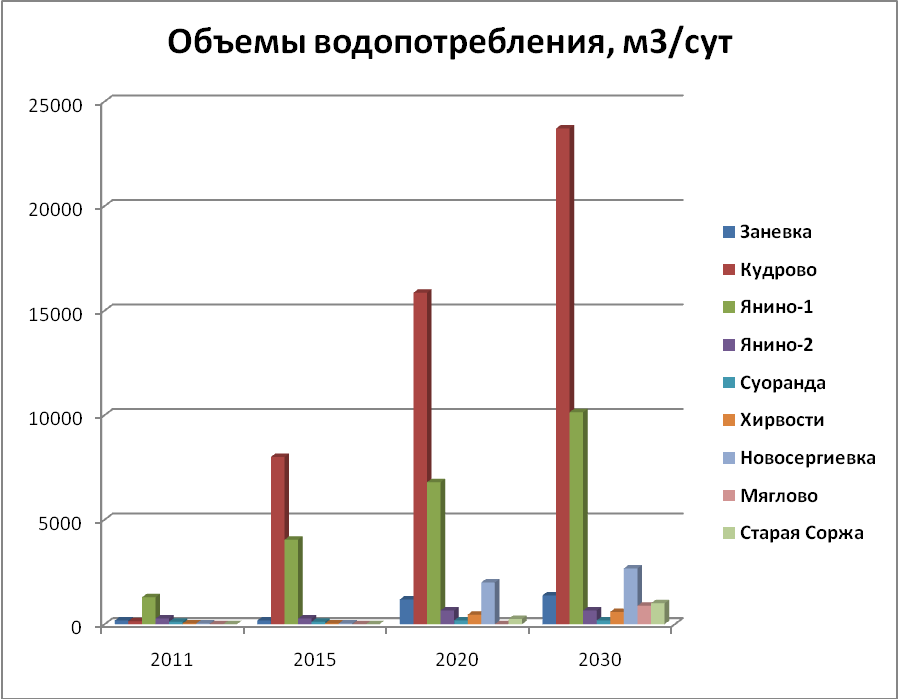 Объемы водопотребления, м3/сут
25000
20000
15000
10000
5000
0
2011 2015 2020 2030
Заневка
Кудрово
Янино-1
Янино-2
Суоранда
Хирвости
Новосергиевка
Мяглово
Старая Соржа